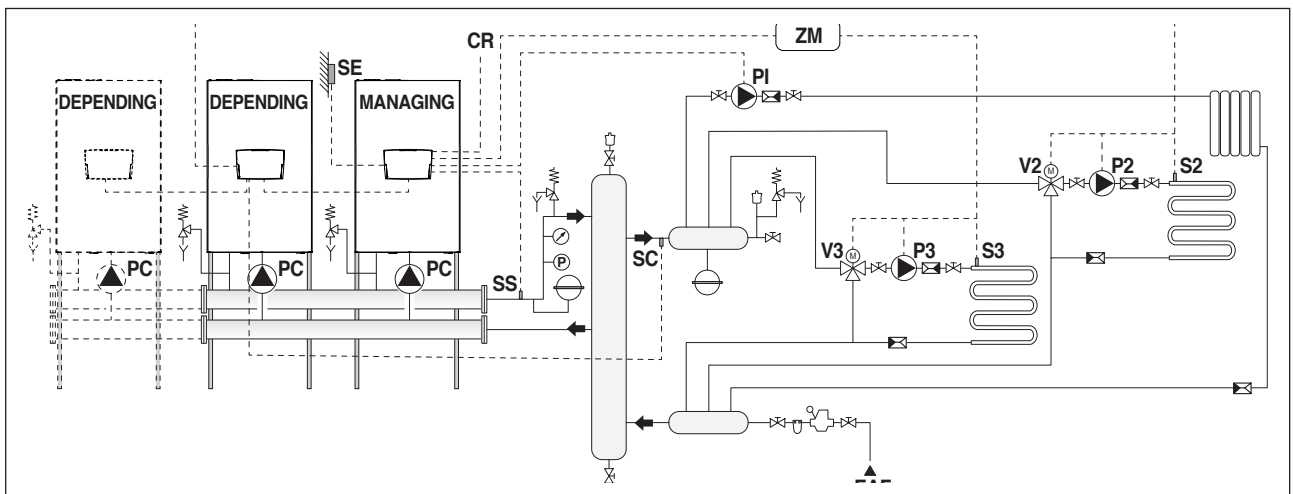 ZM
CR
SE
PI
DEPENDING DEPENDING MANAGING
V2 M P2 S2
SC
V3 M P3 S3
PC PC PC
SS
P